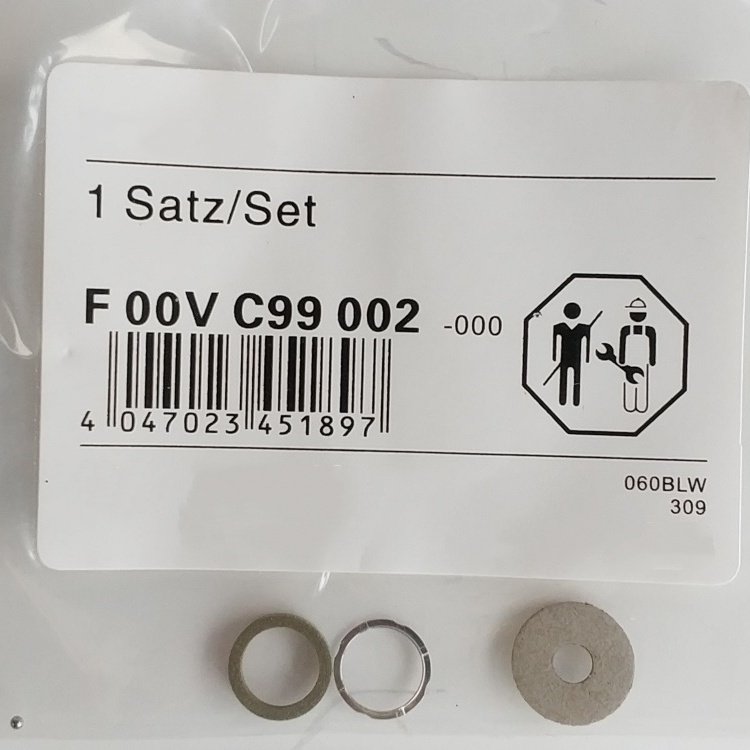 1 Satz/Set
F 00V C99 002 -000
4 047023 451897
060BLW
309